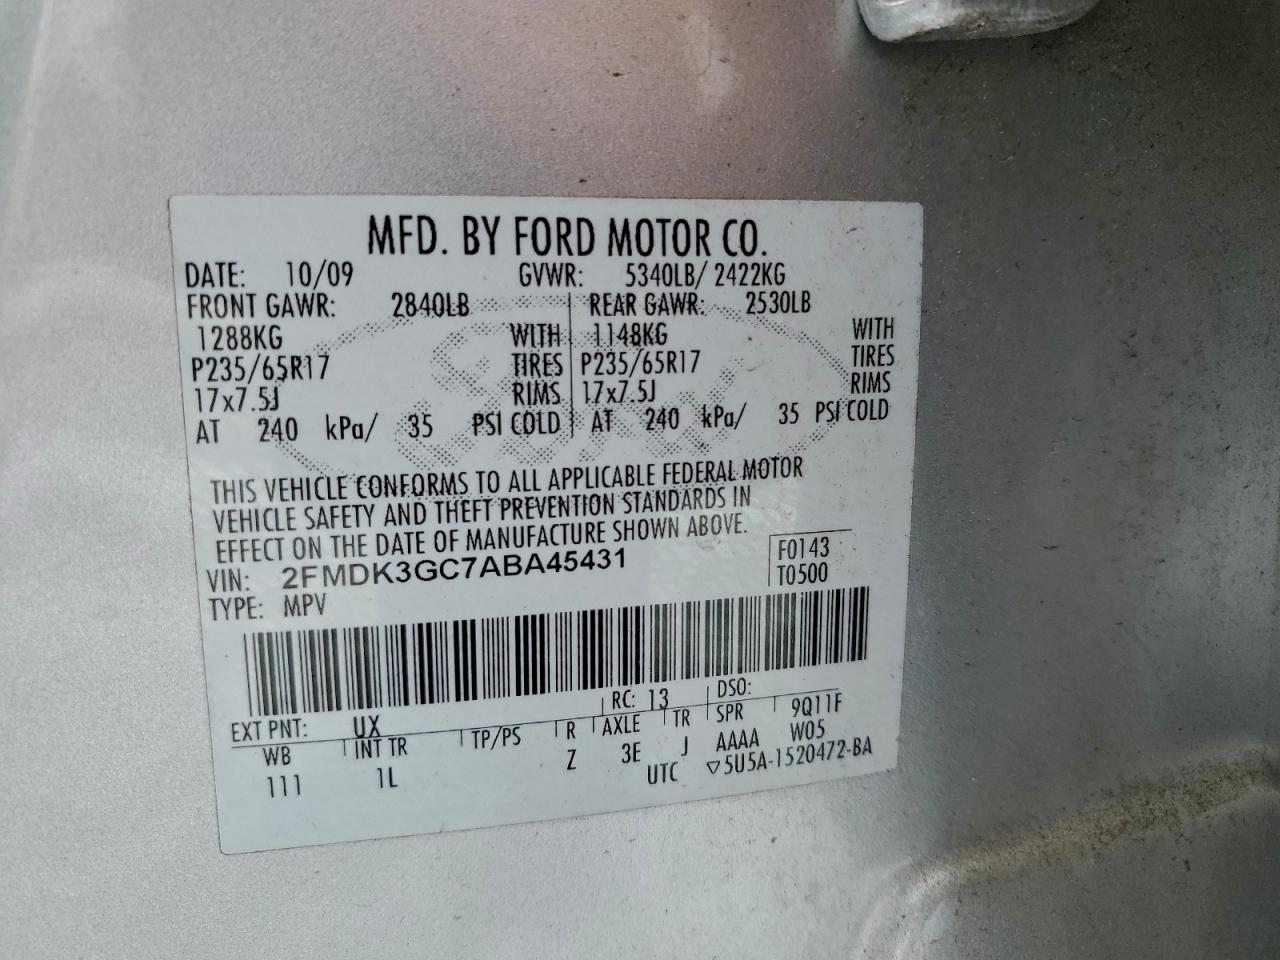 MFD. BY FORD MOTOR CO.
DATE: 10/09 GVWR: 5340LB/ 2422KG
FRONT GAWR: 2840LB REAR GAWR: 2530LB
1288KG WITH 1148KG WITH
P235/65R17 TIRES P235/65R17 TIRES
17x7.5J RIMS 17x7.5J RIMS
AT 240 kPa/ 35 PSI COLD AT 240 kPa/ 35 PSI COLD
THIS VEHICLE CONFORMS TO ALL APPLICABLE FEDERAL MOTOR
VEHICLE SAFETY AND THEFT PREVENTION STANDARDS IN
EFFECT ON THE DATE OF MANUFACTURE SHOWN ABOVE.
VIN: 2FMDK3GC7ABA45431 F0143
TYPE: MPV T0500
EXT PNT: UX RC: 13 DSO:
WB INT TR TP/PS R AXLE TR SPR 9Q11F
111 1L Z 3E J AAAA W05
UTC ▽5U5A-1520472-BA